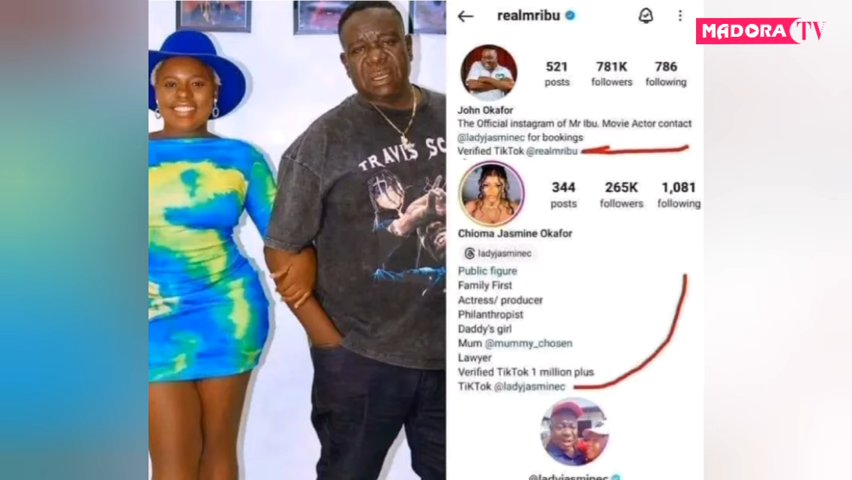 MADORA TV
realmribu
521 781K 786
posts followers following
John Okafor
The Official instagram of Mr Ibu. Movie Actor contact
@ladyjasminec for bookings
Verified TikTok @realmribu
344 265K 1,081
posts followers following
Chioma Jasmine Okafor
ladyjasminec
Public figure
Family First
Actress/ producer
Philanthropist
Daddy's girl
Mum @mummy_chosen
Lawyer
Verified TikTok 1 million plus
TiKTok @ladyjasminec
@ladyjasminec
TRAVIS SC